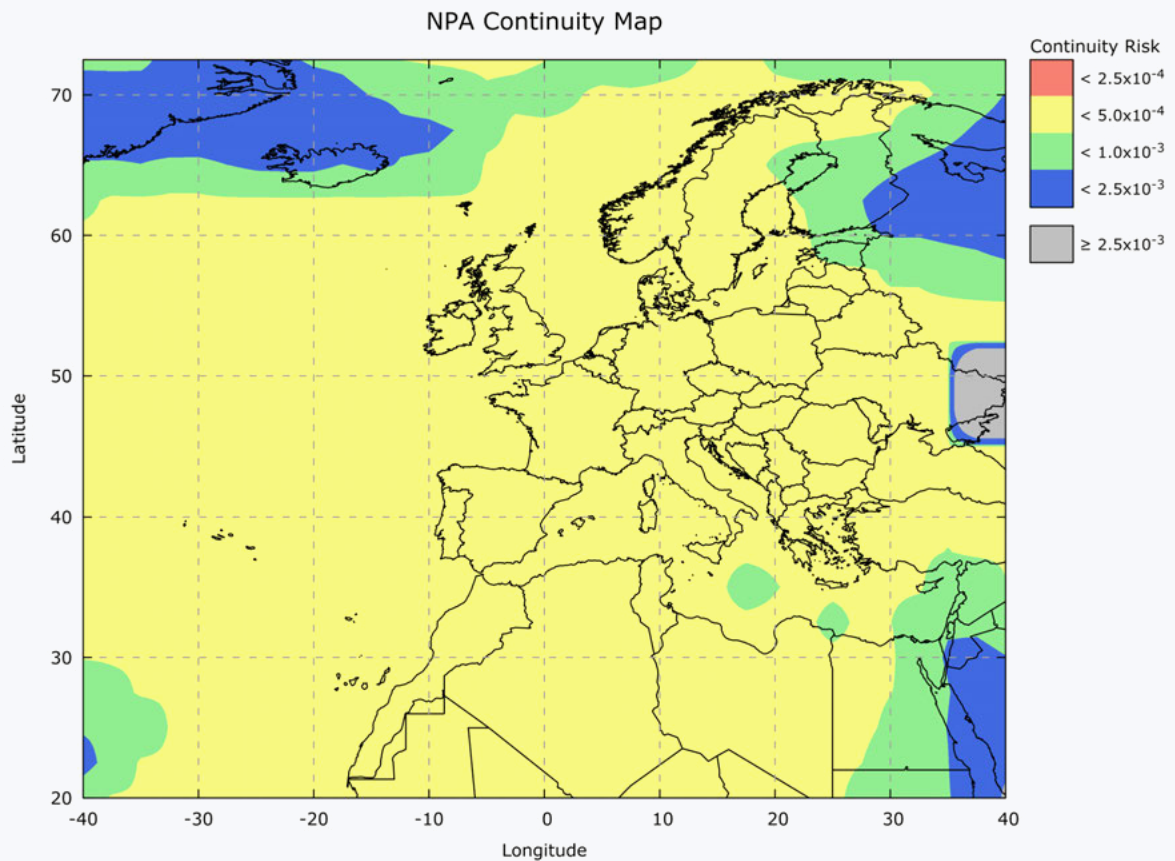 NPA Continuity Map
Continuity Risk
< 2.5x10⁻⁴
< 5.0x10⁻⁴
< 1.0x10⁻³
< 2.5x10⁻³
≥ 2.5x10⁻³
Latitude
70
60
50
40
30
20
-40 -30 -20 -10 0 10 20 30 40
Longitude